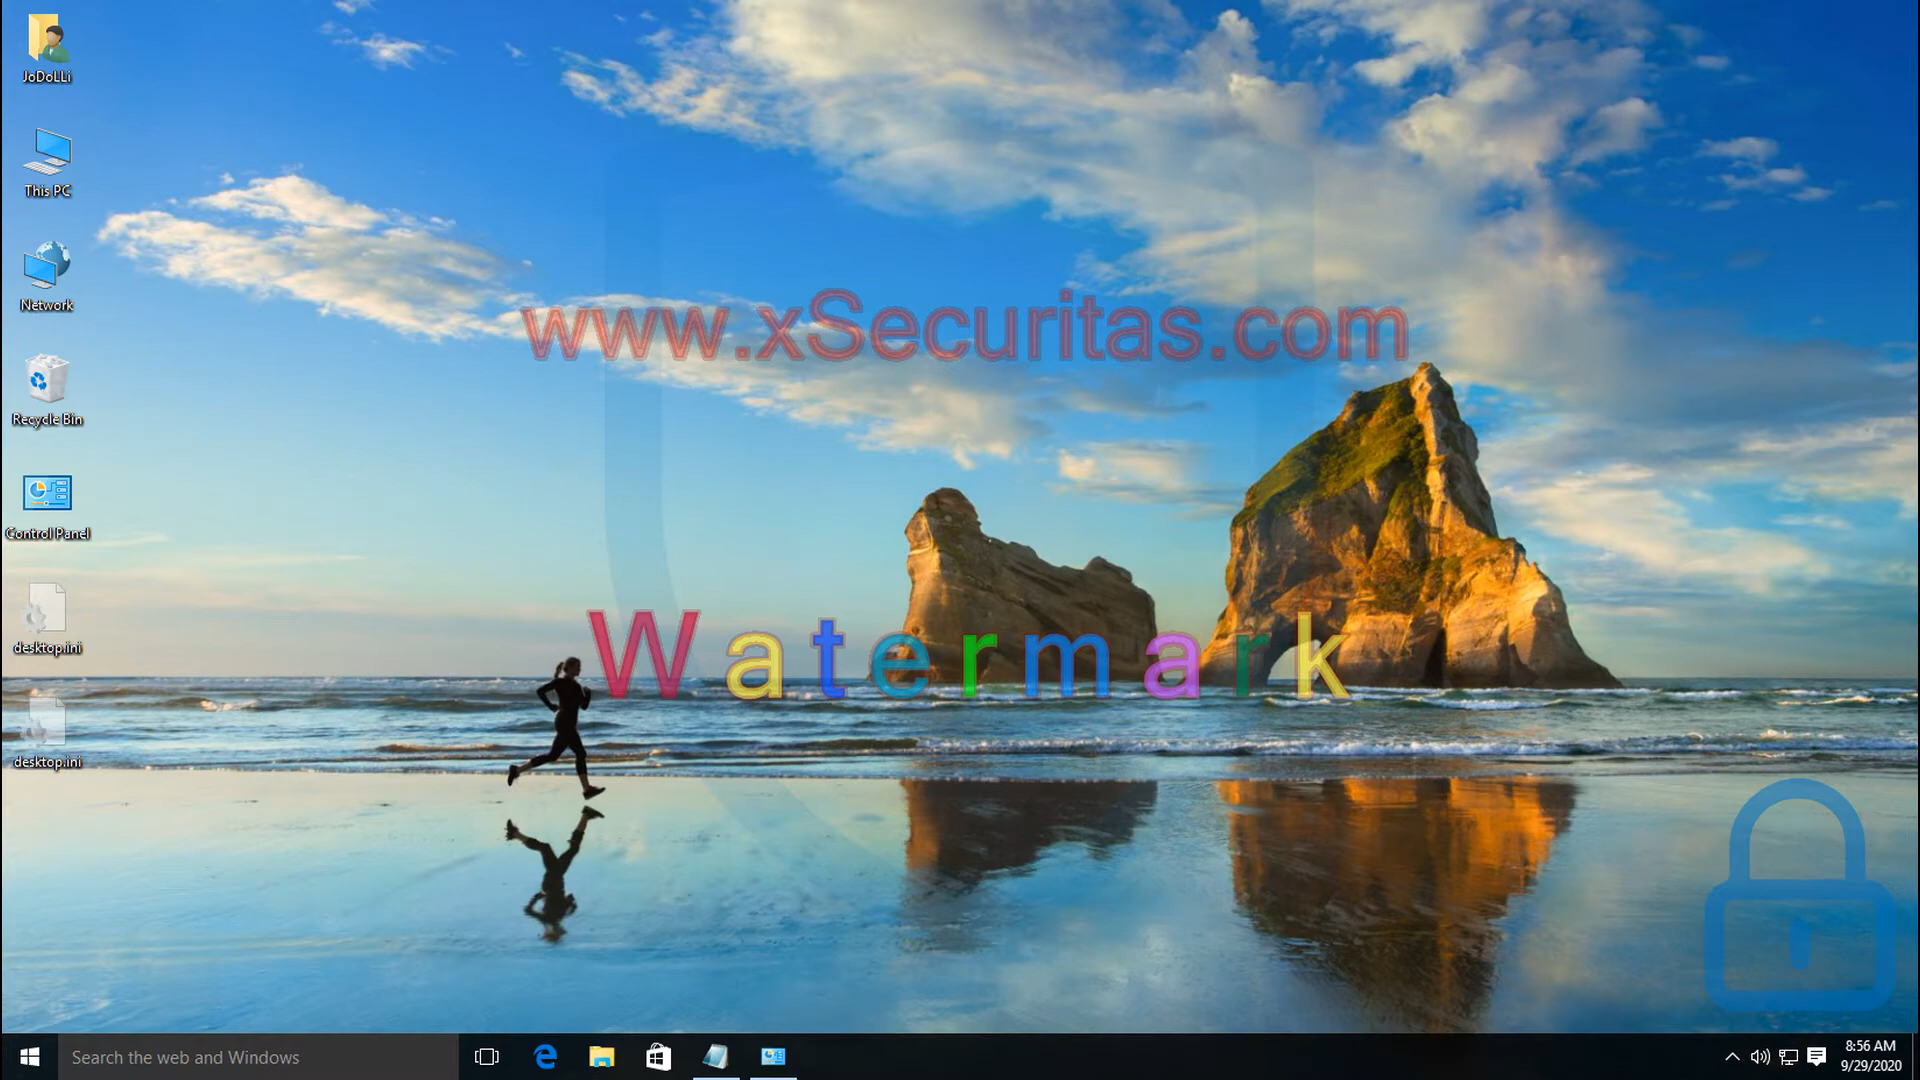 JoDoLLi
This PC
Network
Recycle Bin
Control Panel
desktop.ini
desktop.ini
www.xSecuritas.com
Watermark
Search the web and Windows
8:56 AM
9/29/2020